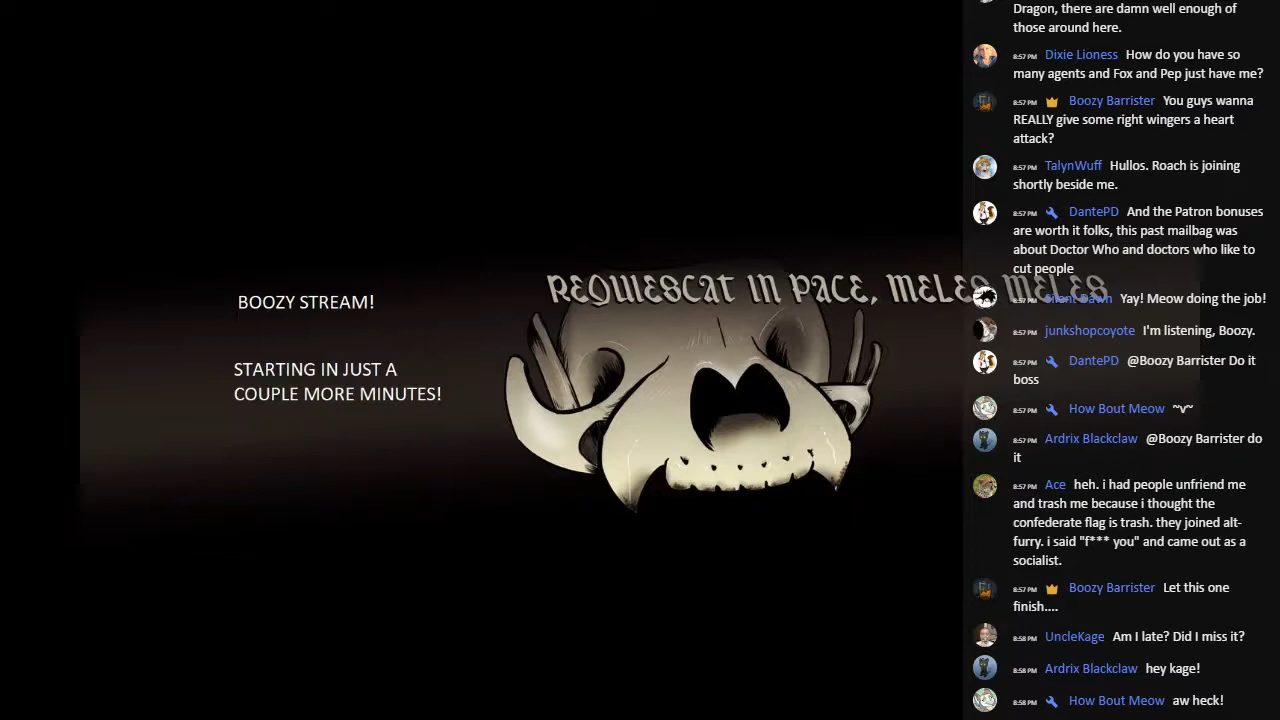 BOOZY STREAM!
STARTING IN JUST A
COUPLE MORE MINUTES!
REQUIESCAT IN PACE, MELES MELES
Dragon, there are damn well enough of
those around here.
8:57 PM Dixie Lioness How do you have so
many agents and Fox and Pep just have me?
8:57 PM Boozy Barrister You guys wanna
REALLY give some right wingers a heart
attack?
8:57 PM TalynWuff Hullos. Roach is joining
shortly beside me.
8:57 PM DantePD And the Patron bonuses
are worth it folks, this past mailbag was
about Doctor Who and doctors who like to
cut people
8:57 PM Silent Dawn Yay! Meow doing the job!
8:57 PM junkshopcoyote I'm listening, Boozy.
8:57 PM DantePD @Boozy Barrister Do it
boss
8:57 PM How Bout Meow ~v~
8:57 PM Ardrix Blackclaw @Boozy Barrister do
it
8:57 PM Ace heh. i had people unfriend me
and trash me because i thought the
confederate flag is trash. they joined alt-
furry. i said "f*** you" and came out as a
socialist.
8:57 PM Boozy Barrister Let this one
finish....
8:58 PM UncleKage Am I late? Did I miss it?
8:58 PM Ardrix Blackclaw hey kage!
8:58 PM How Bout Meow aw heck!